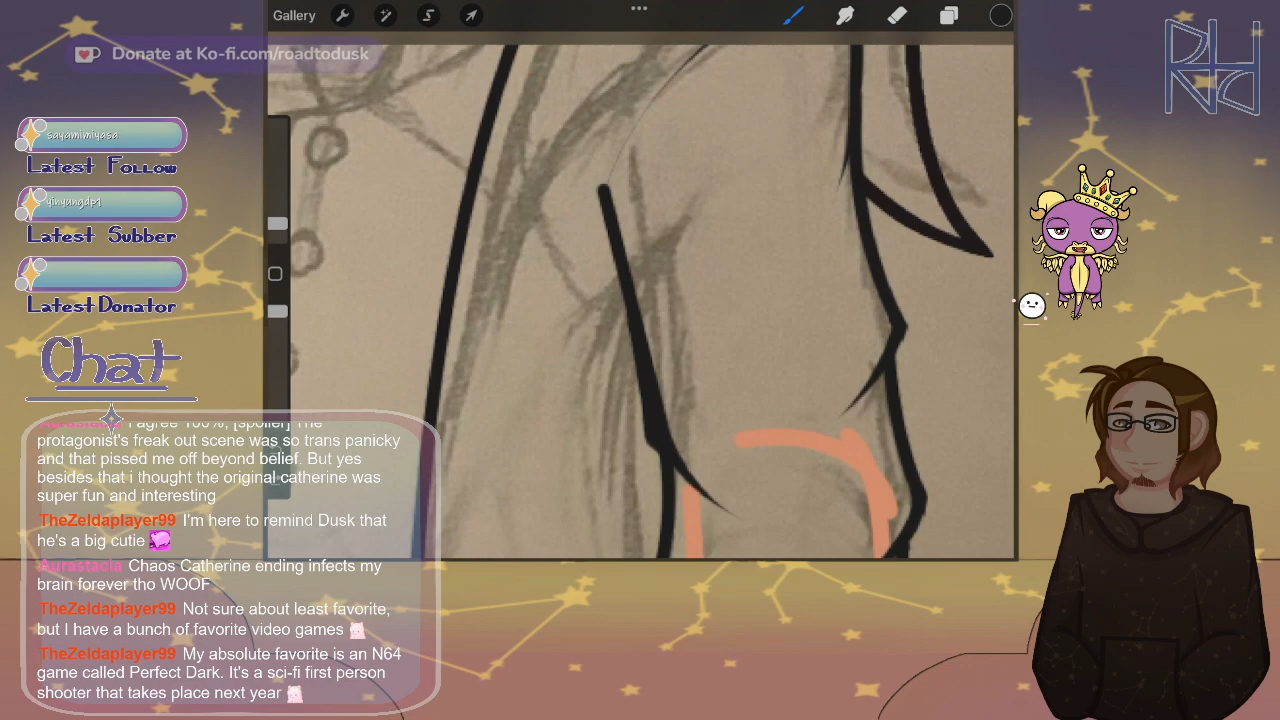 Gallery
Donate at Ko-fi.com/roadtodusk
sayamimiyasa
Latest Follow
yinyangdp1
Latest Subber
Latest Donator
Chat
Aurastacia I agree 100%, [spoiler] The
protagonist's freak out scene was so trans panicky
and that pissed me off beyond belief. But yes
besides that i thought the original catherine was
super fun and interesting
TheZeldaplayer99 I'm here to remind Dusk that
he's a big cutie
Aurastacia Chaos Catherine ending infects my
brain forever tho WOOF
TheZeldaplayer99 Not sure about least favorite,
but I have a bunch of favorite video games
TheZeldaplayer99 My absolute favorite is an N64
game called Perfect Dark. It's a sci-fi first person
shooter that takes place next year